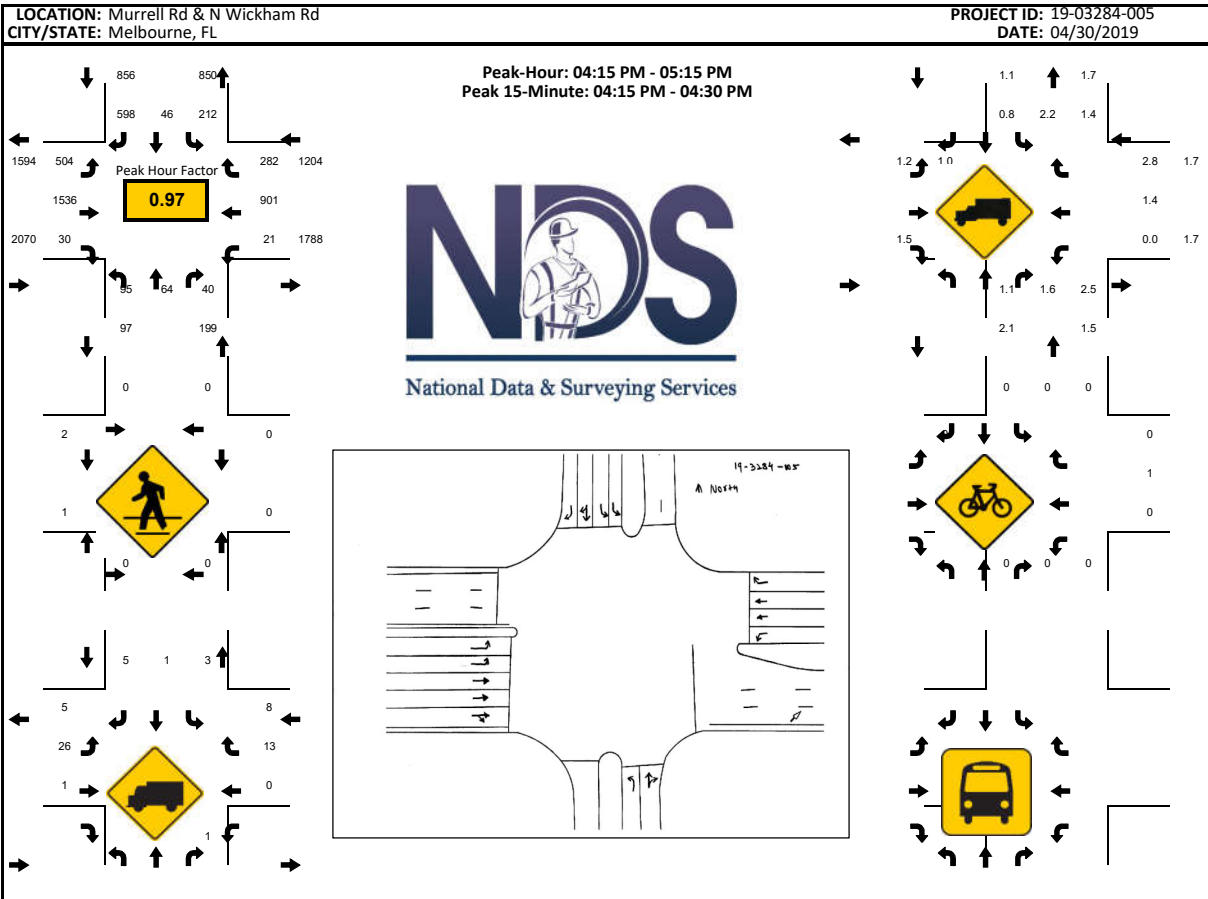 LOCATION: Murrell Rd & N Wickham Rd
PROJECT ID: 19-03284-005
CITY/STATE: Melbourne, FL
DATE: 04/30/2019
Peak-Hour: 04:15 PM - 05:15 PM
Peak 15-Minute: 04:15 PM - 04:30 PM
856 850
598 46 212
1594 504 282 1204
Peak Hour Factor
0.97
1536 901
2070 30 21 1788
95 64 40
97 199
1.1 1.7
0.8 2.2 1.4
1.2 1.0 2.8 1.7
1.4
1.5 0.0 1.7
1.1 1.6 2.5
2.1 1.5
NDS
National Data & Surveying Services
0 0
2 0
1 0
0 0
0 0 0
0
1
0
0 0 0
North
5 1 3
5 8
26 13
1 0
1